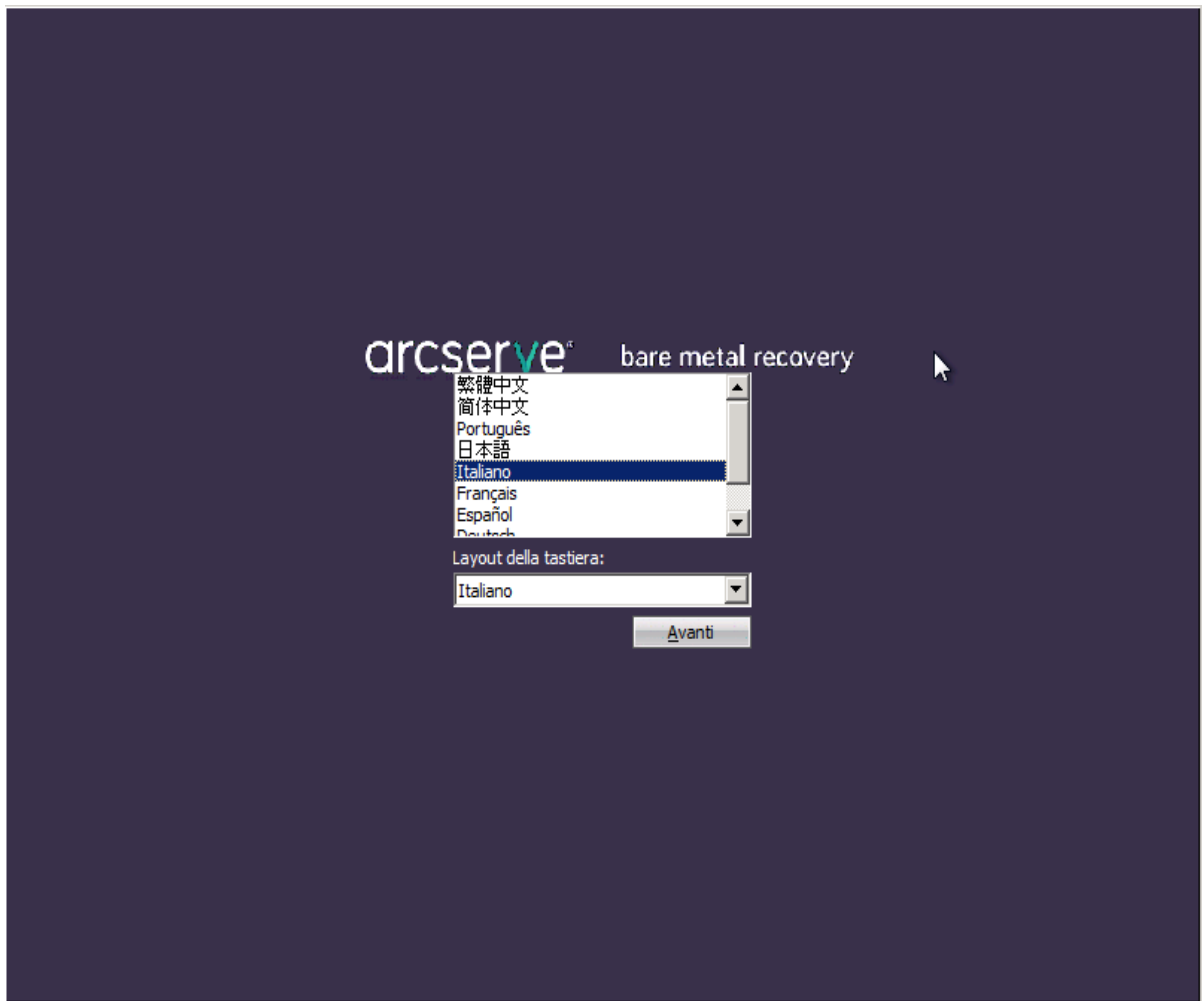 arcserve® bare metal recovery
繁體中文
简体中文
Português
日本語
Italiano
Français
Español
Deutsch
Layout della tastiera:
Italiano
Avanti